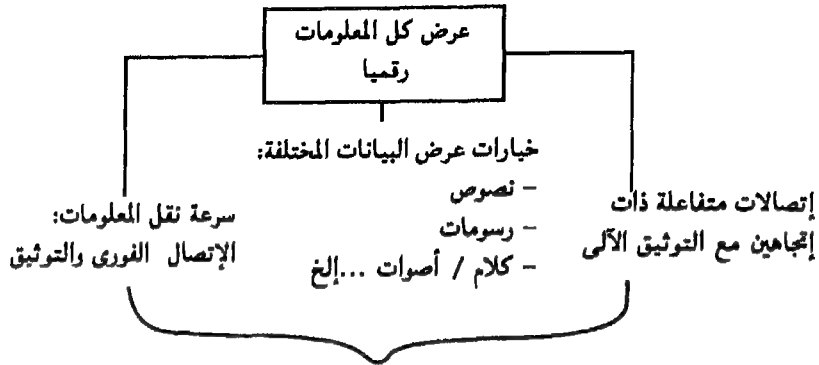 عرض كل المعلومات
رقميا
إتصالات متفاعلة ذات
إتجاهين مع التوثيق الآلى
خيارات عرض البيانات المختلفة:
– نصوص
– رسومات
– كلام / أصوات ...إلخ
سرعة نقل المعلومات:
الإتصال الفورى والتوثيق